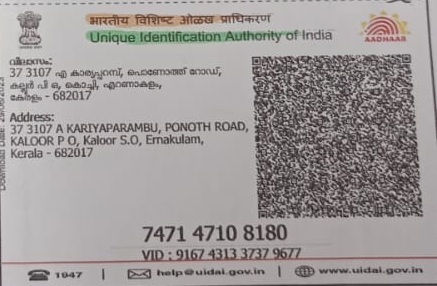 भारतीय विशिष्ट ओळख प्राधिकरण
Unique Identification Authority of India
AADHAAR
വിലാസം:
37 3107 എ കാര്യപ്പറമ്പ്, പൊണോത്ത് റോഡ്,
കലൂർ പി ഒ, കൊച്ചി, എറണാകുളം,
കേരളം - 682017
Address:
37 3107 A KARIYAPARAMBU, PONOTH ROAD,
KALOOR P O, Kaloor S.O, Ernakulam,
Kerala - 682017
7471 4710 8180
VID : 9167 4313 3737 9677
1947 | help@uidai.gov.in | www.uidai.gov.in